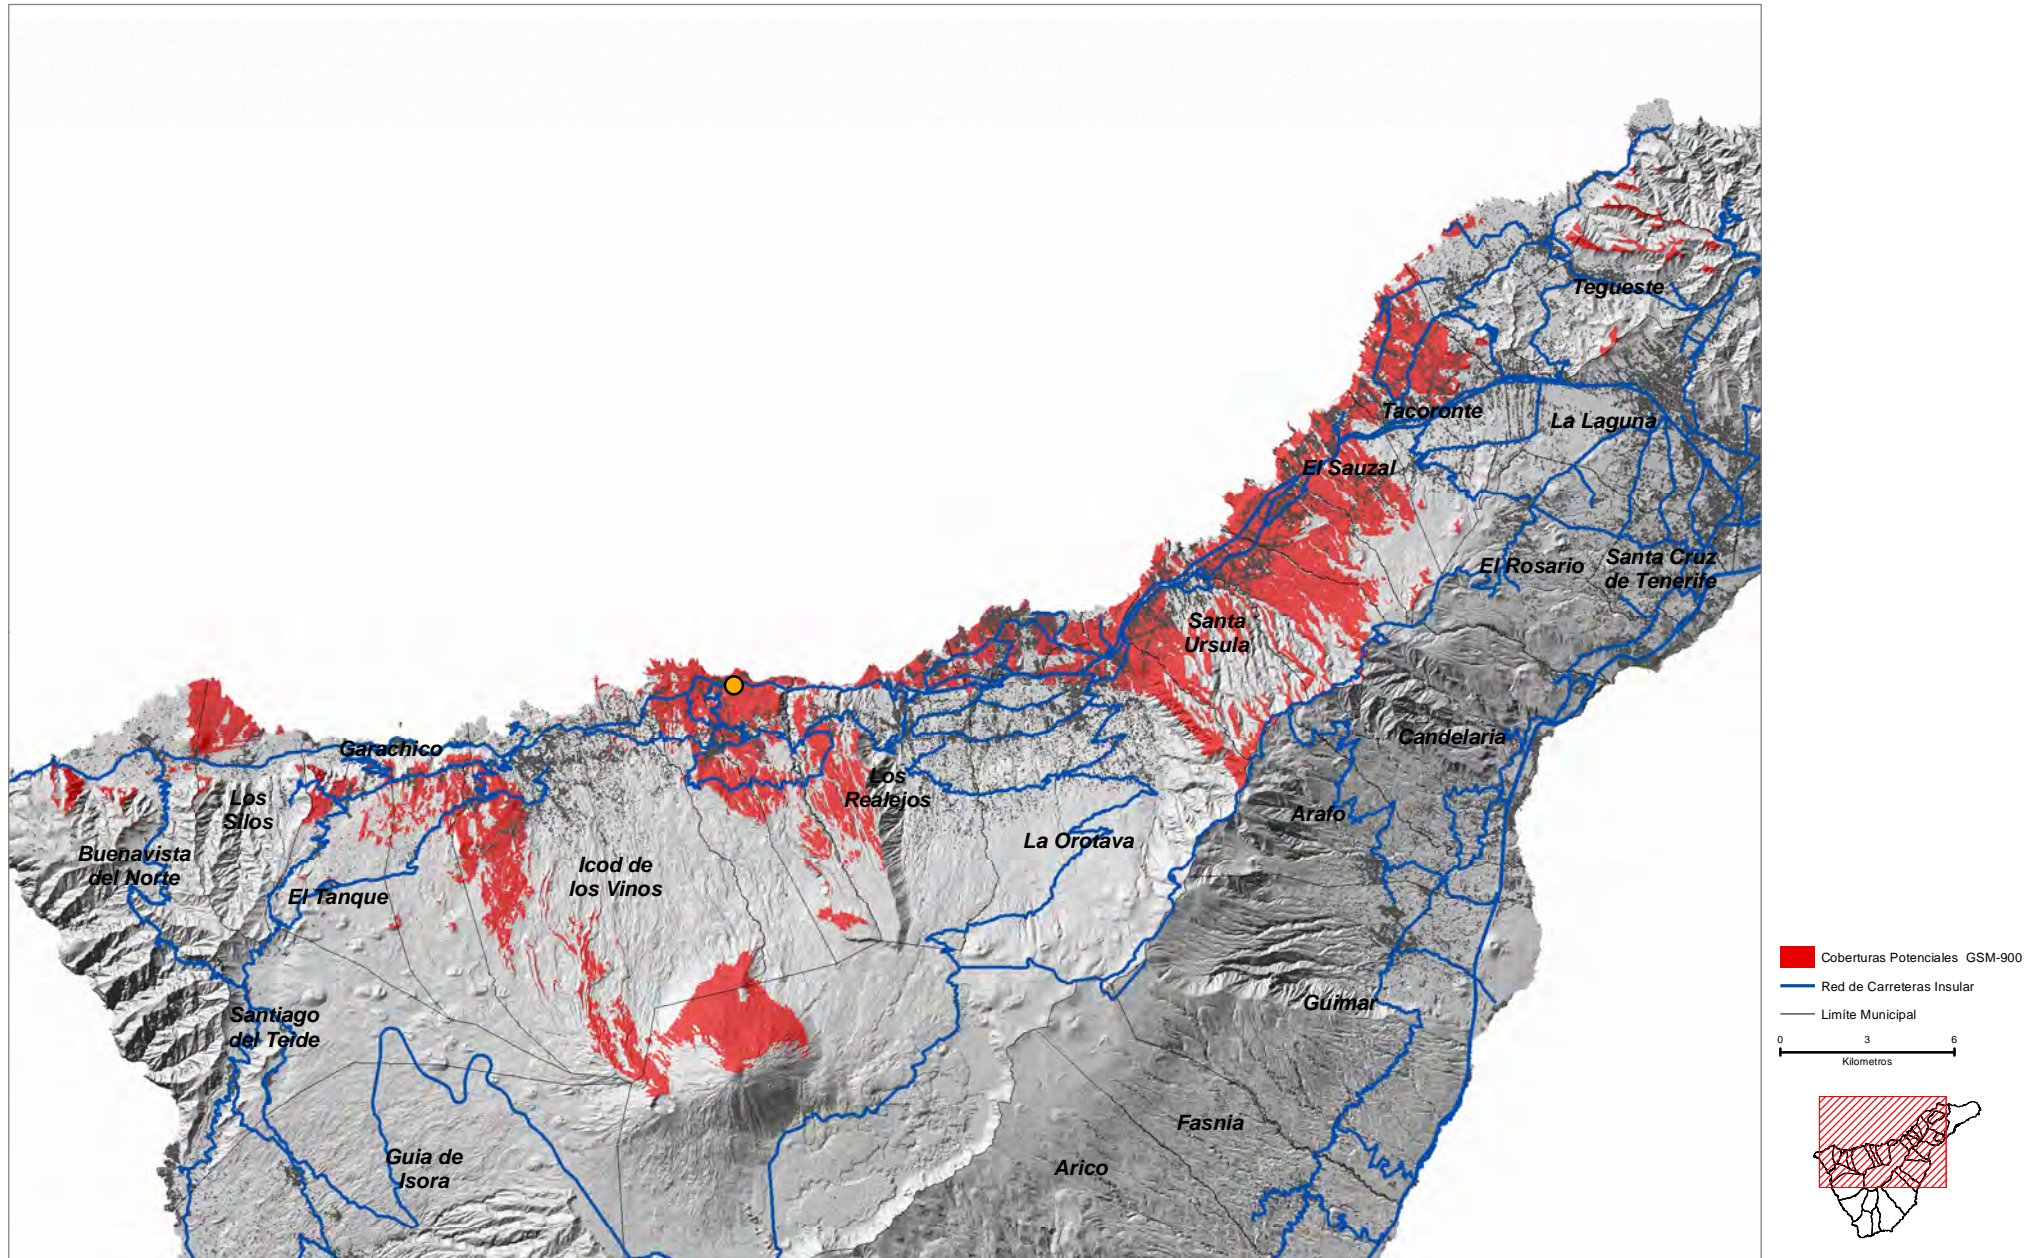 Tegueste
Tacoronte
La Laguna
El Sauzal
El Rosario
Santa Cruz
de Tenerife
Santa
Ursula
Garachico
Candelaria
Los
Silos
Los
Realejos
Arafo
La Orotava
Buenavista
del Norte
Icod de
los Vinos
El Tanque
Santiago
del Teide
Guimar
Fasnia
Guia de
Isora
Arico
Coberturas Potenciales GSM-900
Red de Carreteras Insular
Limíte Municipal
0 3 6
Kilometros